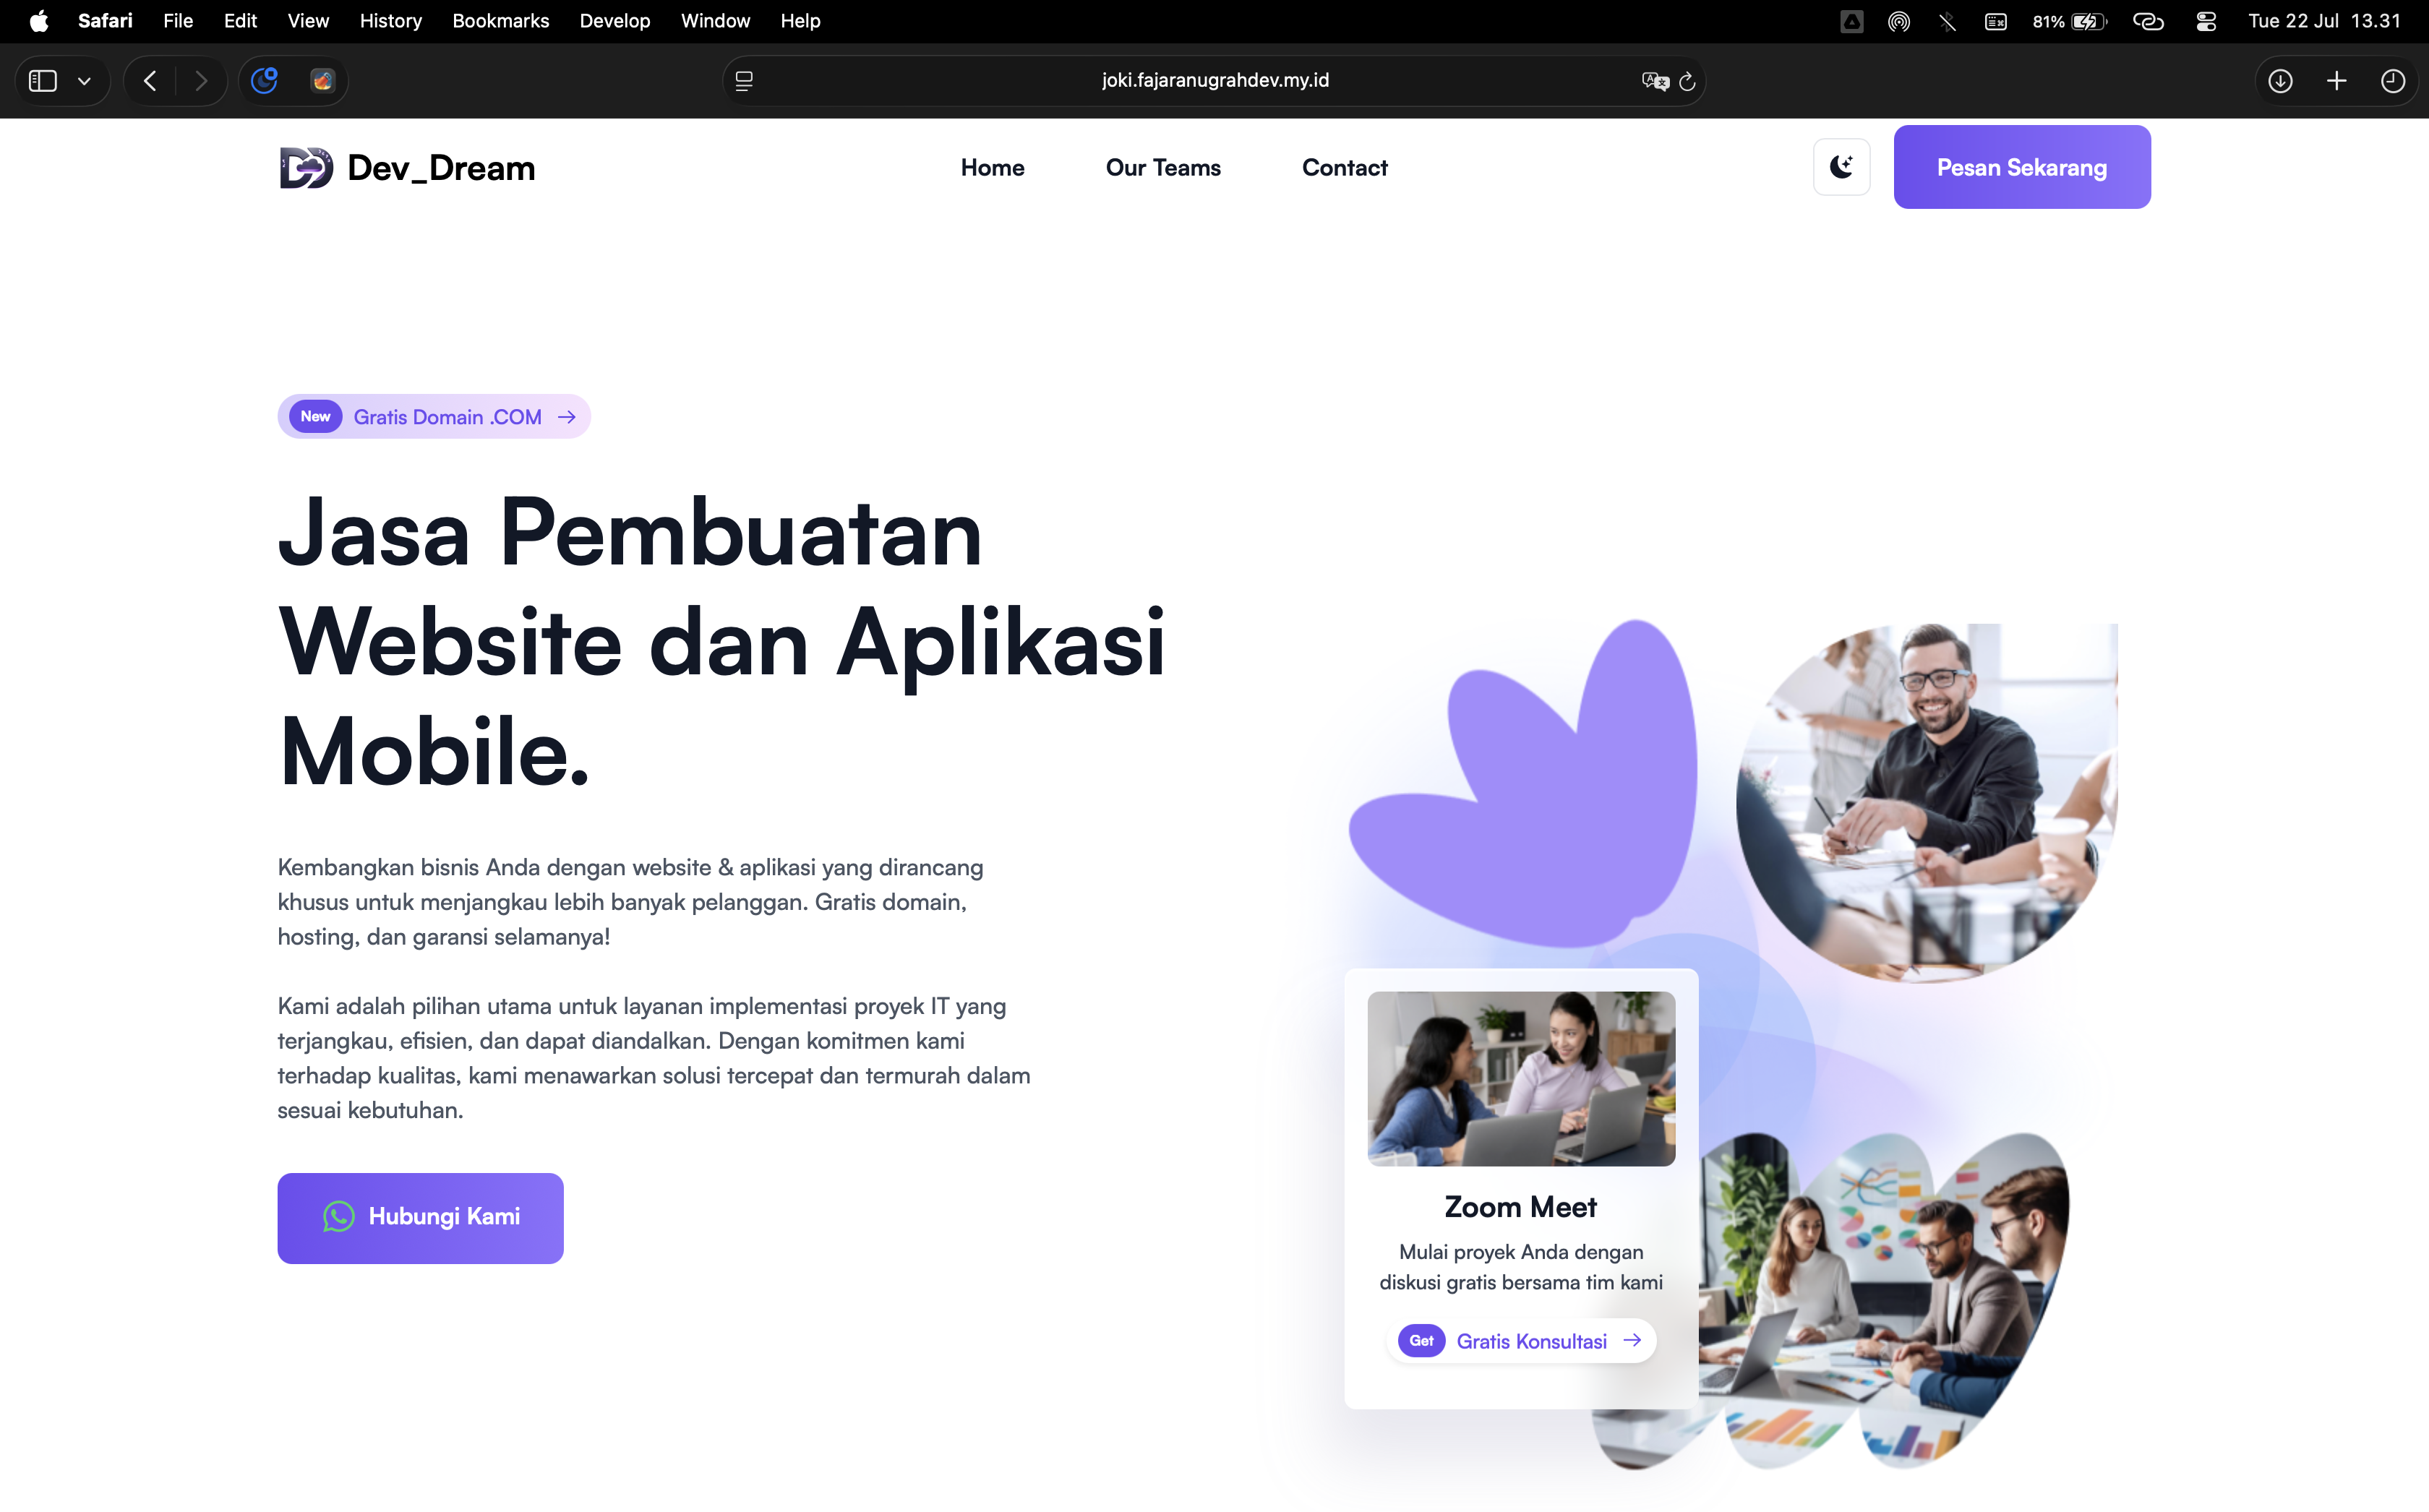 Safari File Edit View History Bookmarks Develop Window Help 81% Tue 22 Jul 13.31
joki.fajaranugrahdev.my.id
Dev_Dream Home Our Teams Contact Pesan Sekarang
New Gratis Domain .COM →
Jasa Pembuatan
Website dan Aplikasi
Mobile.
Kembangkan bisnis Anda dengan website & aplikasi yang dirancang
khusus untuk menjangkau lebih banyak pelanggan. Gratis domain,
hosting, dan garansi selamanya!
Kami adalah pilihan utama untuk layanan implementasi proyek IT yang
terjangkau, efisien, dan dapat diandalkan. Dengan komitmen kami
terhadap kualitas, kami menawarkan solusi tercepat dan termurah dalam
sesuai kebutuhan.
Hubungi Kami
Zoom Meet
Mulai proyek Anda dengan
diskusi gratis bersama tim kami
Get Gratis Konsultasi →